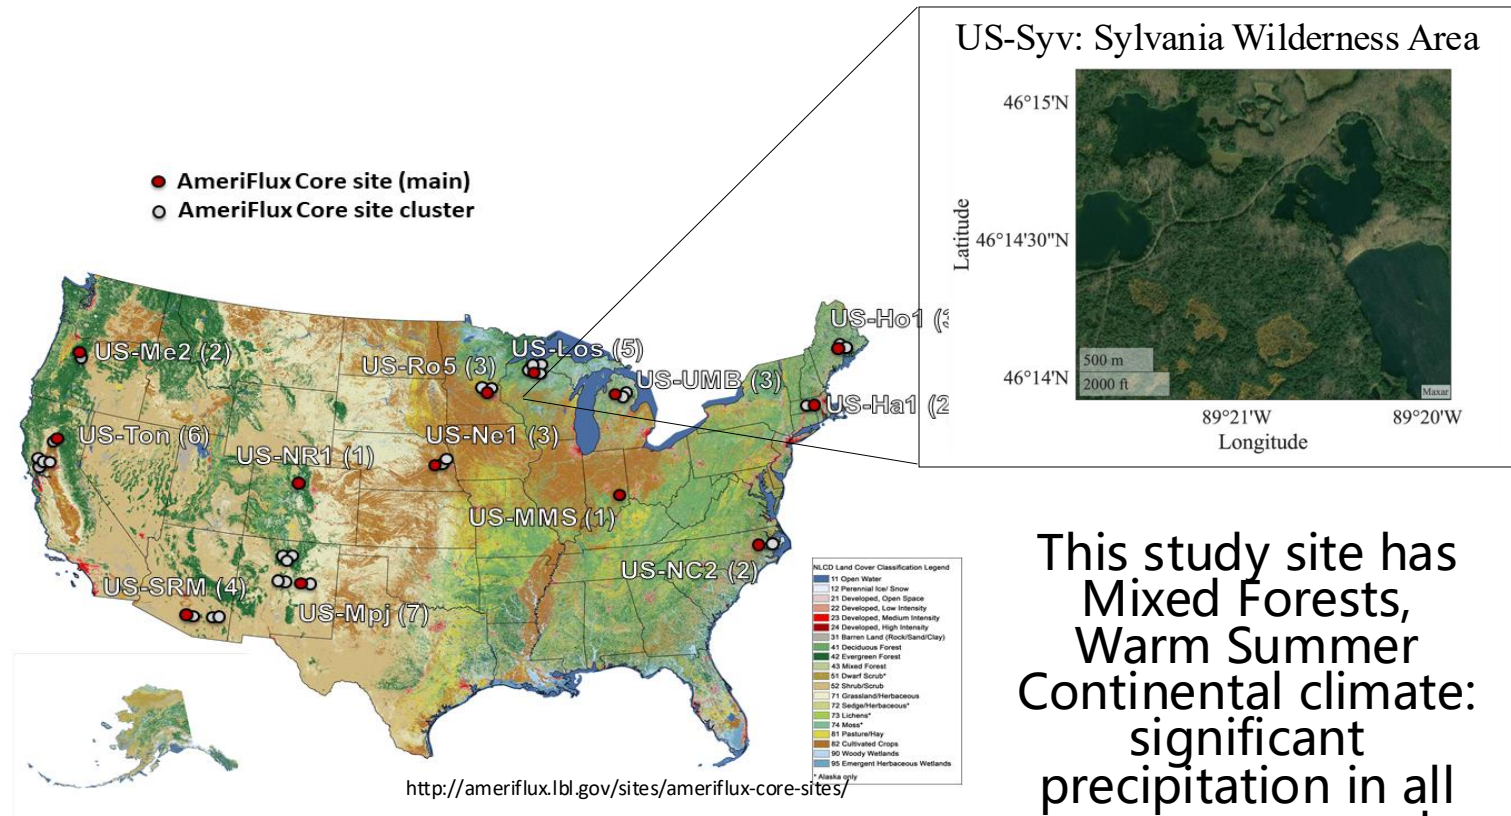 US-Syv: Sylvania Wilderness Area
46°15'N
46°14'30"N
46°14'N
Latitude
500 m
2000 ft
Maxar
89°21'W
89°20'W
Longitude
AmeriFlux Core site (main)
AmeriFlux Core site cluster
US-Ho1 (
US-Me2 (2)
US-Los (5)
US-Ro5 (3)
US-UMB (3)
US-Ha1 (2
US-Ton (6)
US-Ne1 (3)
US-NR1 (1)
US-MMS (1)
US-NC2 (2)
US-SRM (4)
US-Mpj (7)
NLCD Land Cover Classification Legend
11 Open Water
12 Perennial Ice/ Snow
21 Developed, Open Space
22 Developed, Low Intensity
23 Developed, Medium Intensity
24 Developed, High Intensity
31 Barren Land (Rock/Sand/Clay)
41 Deciduous Forest
42 Evergreen Forest
43 Mixed Forest
51 Dwarf Scrub*
52 Shrub/Scrub
71 Grassland/Herbaceous
72 Sedge/Herbaceous*
73 Lichens*
74 Moss*
81 Pasture/Hay
82 Cultivated Crops
90 Woody Wetlands
95 Emergent Herbaceous Wetlands
* Alaska only
http://ameriflux.lbl.gov/sites/ameriflux-core-sites/
This study site has
Mixed Forests,
Warm Summer
Continental climate:
significant
precipitation in all